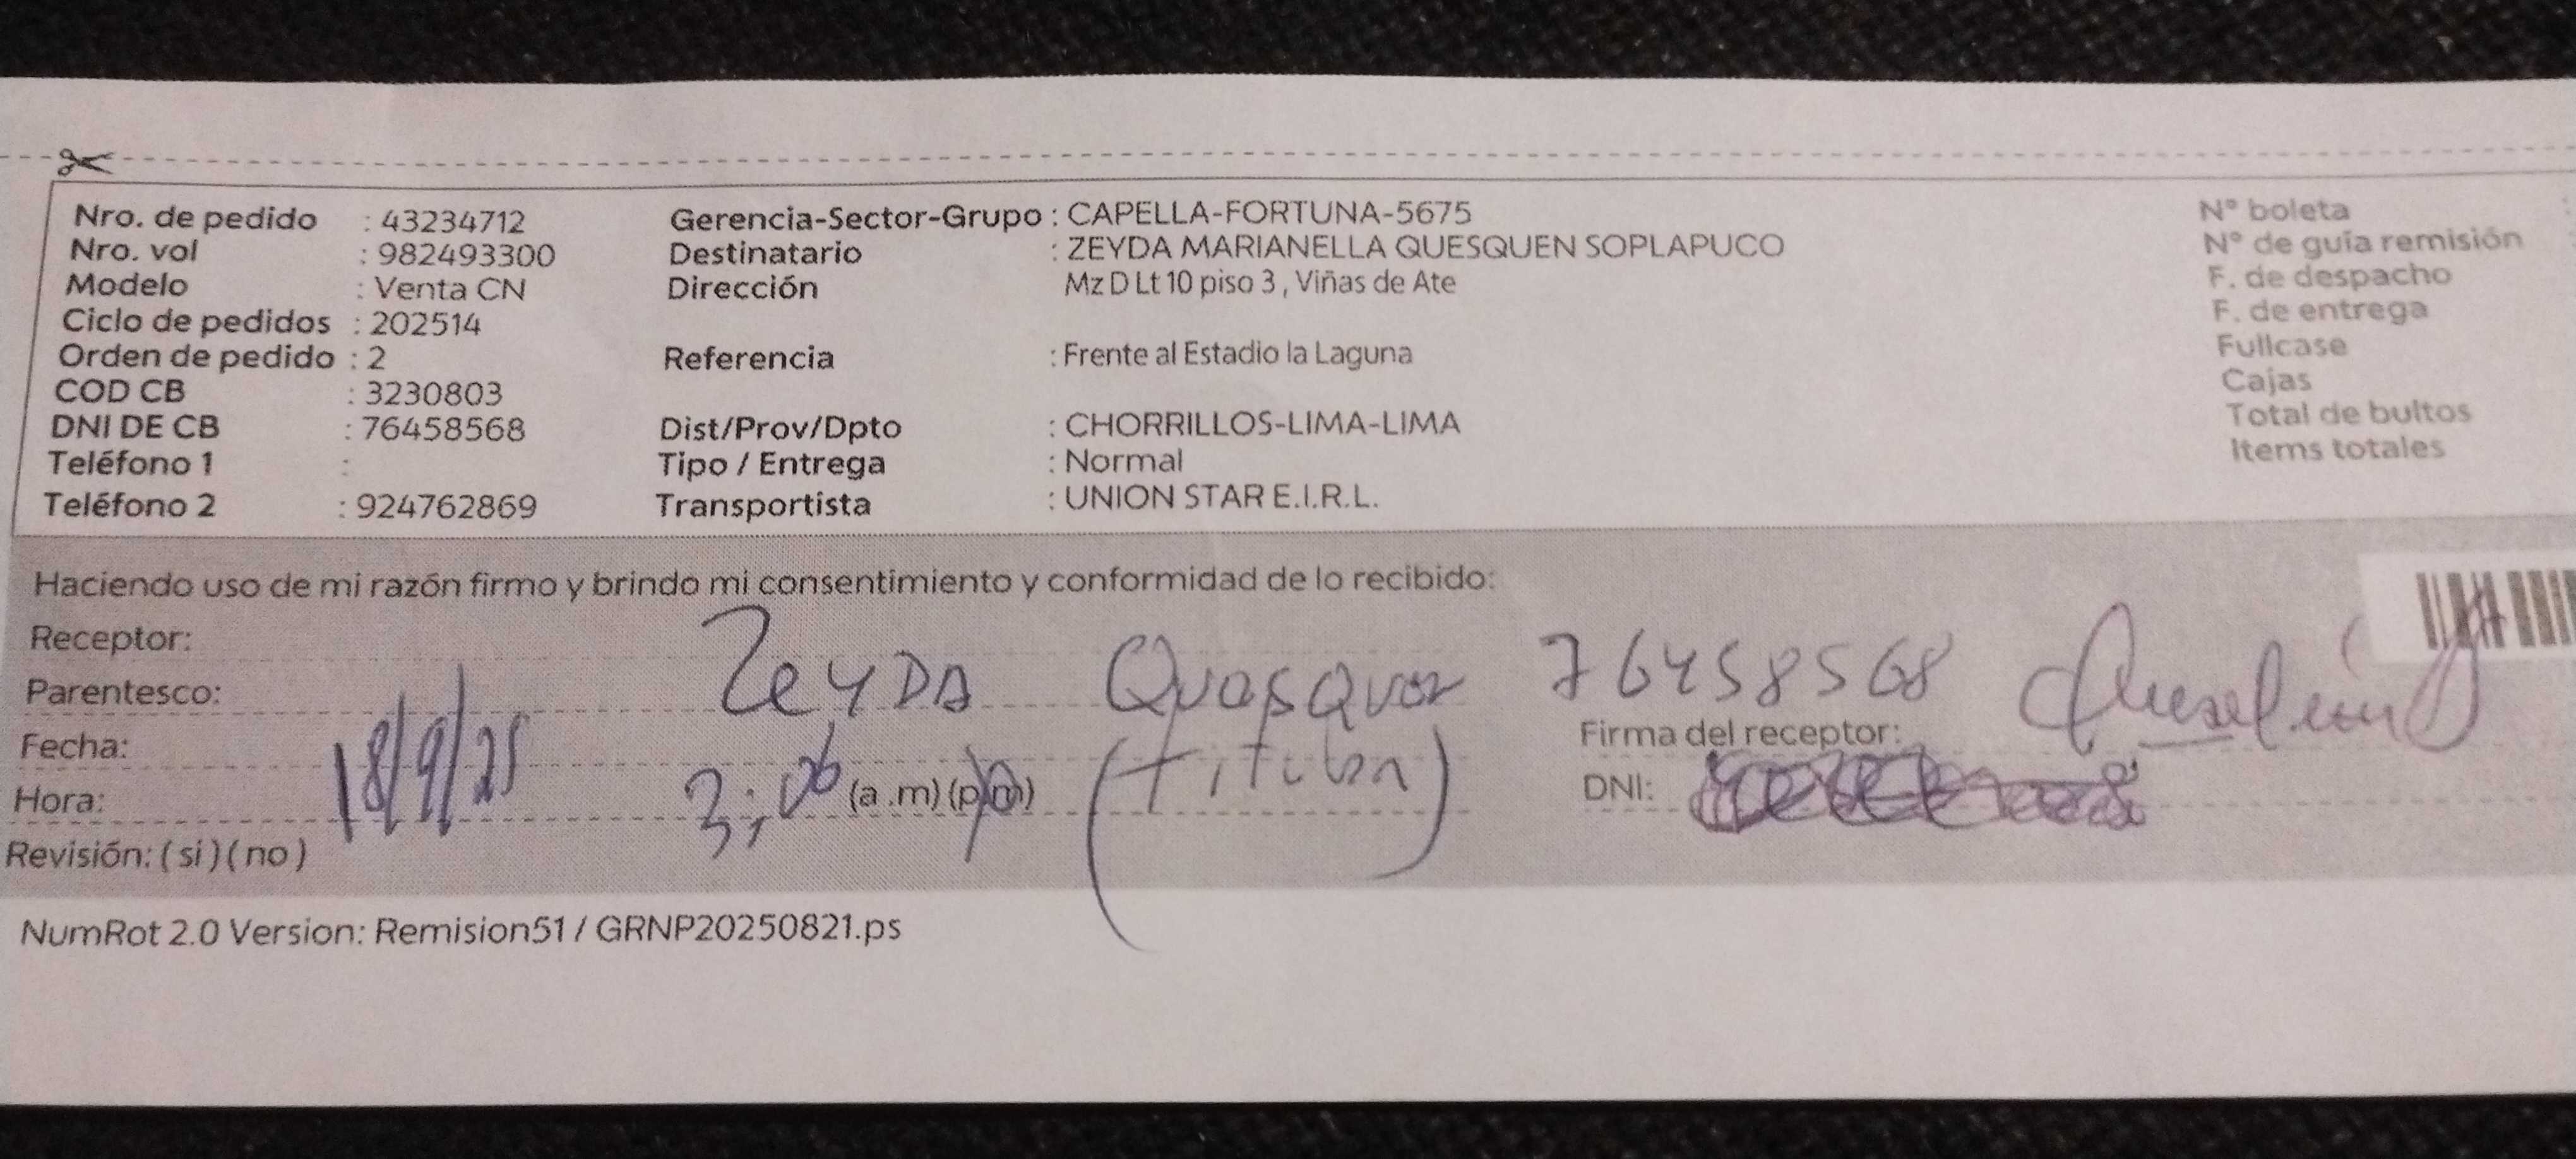 Nro. de pedido : 43234712 Gerencia-Sector-Grupo : CAPELLA-FORTUNA-5675 N° boleta
Nro. vol : 982493300 Destinatario : ZEYDA MARIANELLA QUESQUEN SOPLAPUCO N° de guía remisión
Modelo : Venta CN Dirección Mz D Lt 10 piso 3 , Viñas de Ate F. de despacho
Ciclo de pedidos : 202514 F. de entrega
Orden de pedido : 2 Referencia : Frente al Estadio la Laguna Fullcase
COD CB : 3230803 Cajas
DNI DE CB : 76458568 Dist/Prov/Dpto : CHORRILLOS-LIMA-LIMA Total de bultos
Teléfono 1 : Tipo / Entrega : Normal Items totales
Teléfono 2 : 924762869 Transportista : UNION STAR E.I.R.L.
Haciendo uso de mi razón firmo y brindo mi consentimiento y conformidad de lo recibido:
Receptor:
Parentesco: ZeyDA 76458568
Fecha: 18/9/25 Firma del receptor:
Hora: 3:06 (a .m) (p.m) (titular) DNI:
Revisión: ( si ) ( no )
NumRot 2.0 Version: Remision51 / GRNP20250821.ps